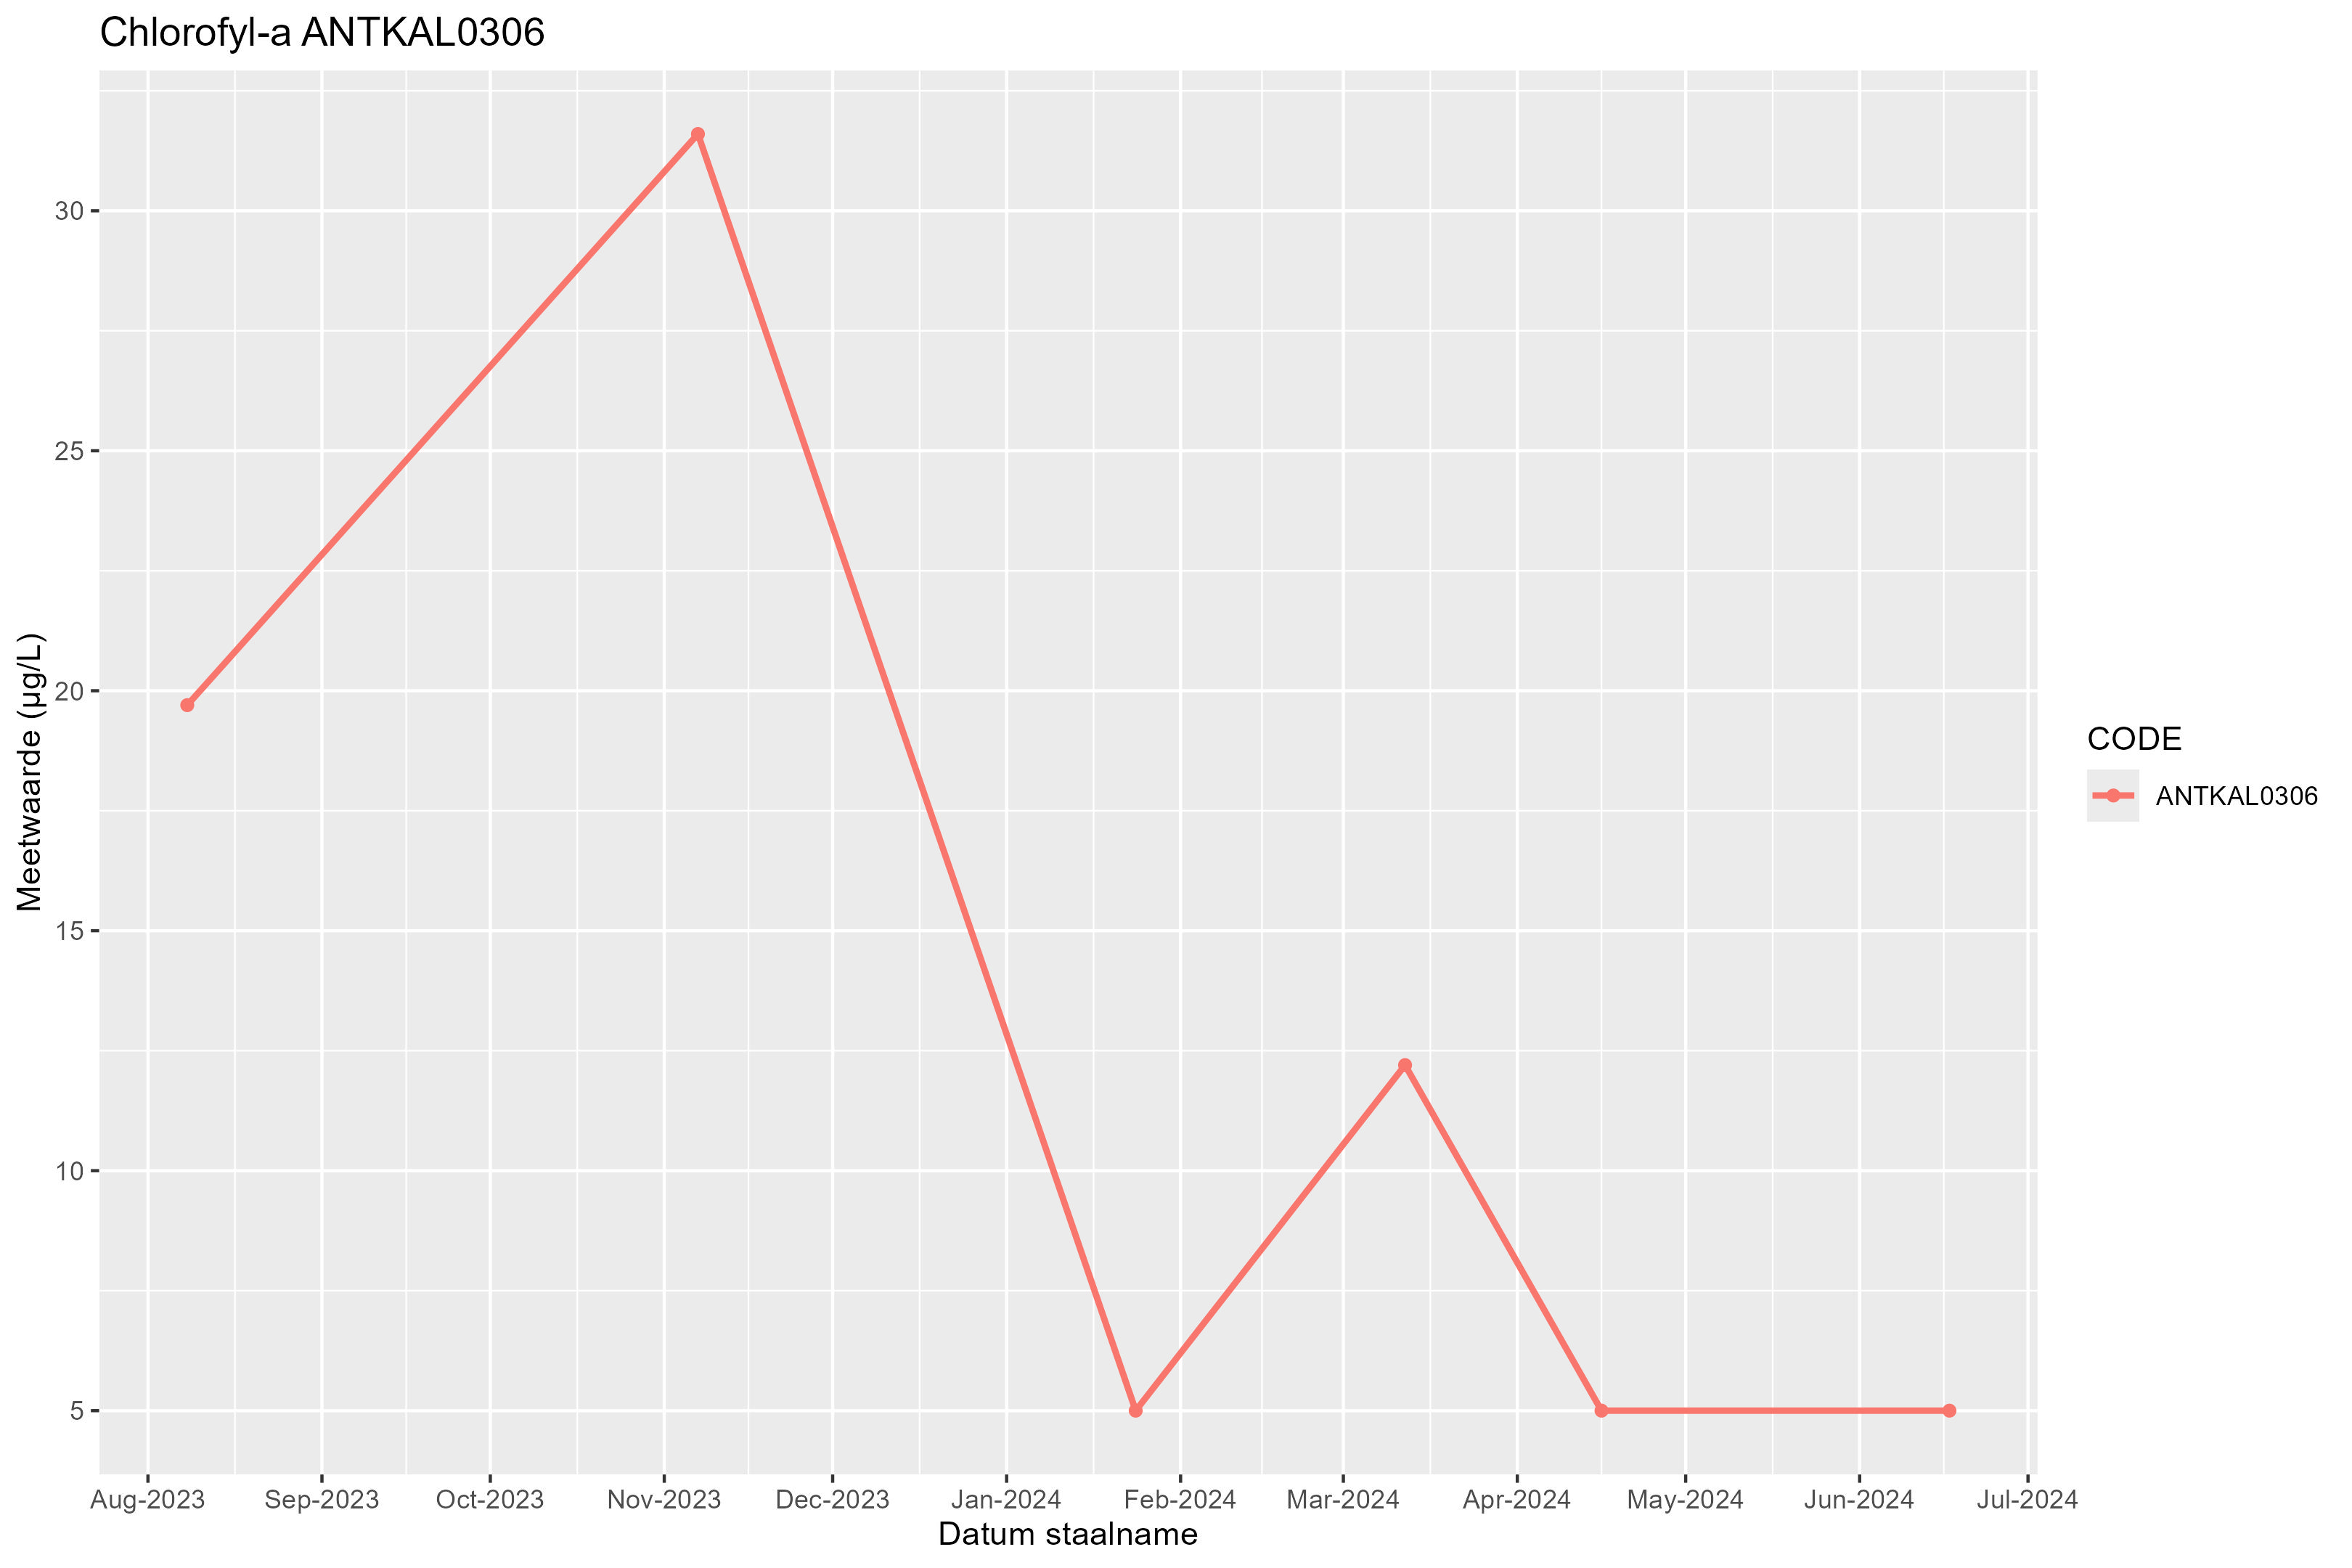 Chlorofyl-a ANTKAL0306
Meetwaarde (µg/L)
30
25
20
15
10
5
Aug-2023 Sep-2023 Oct-2023 Nov-2023 Dec-2023 Jan-2024 Feb-2024 Mar-2024 Apr-2024 May-2024 Jun-2024 Jul-2024
Datum staalname
CODE
ANTKAL0306